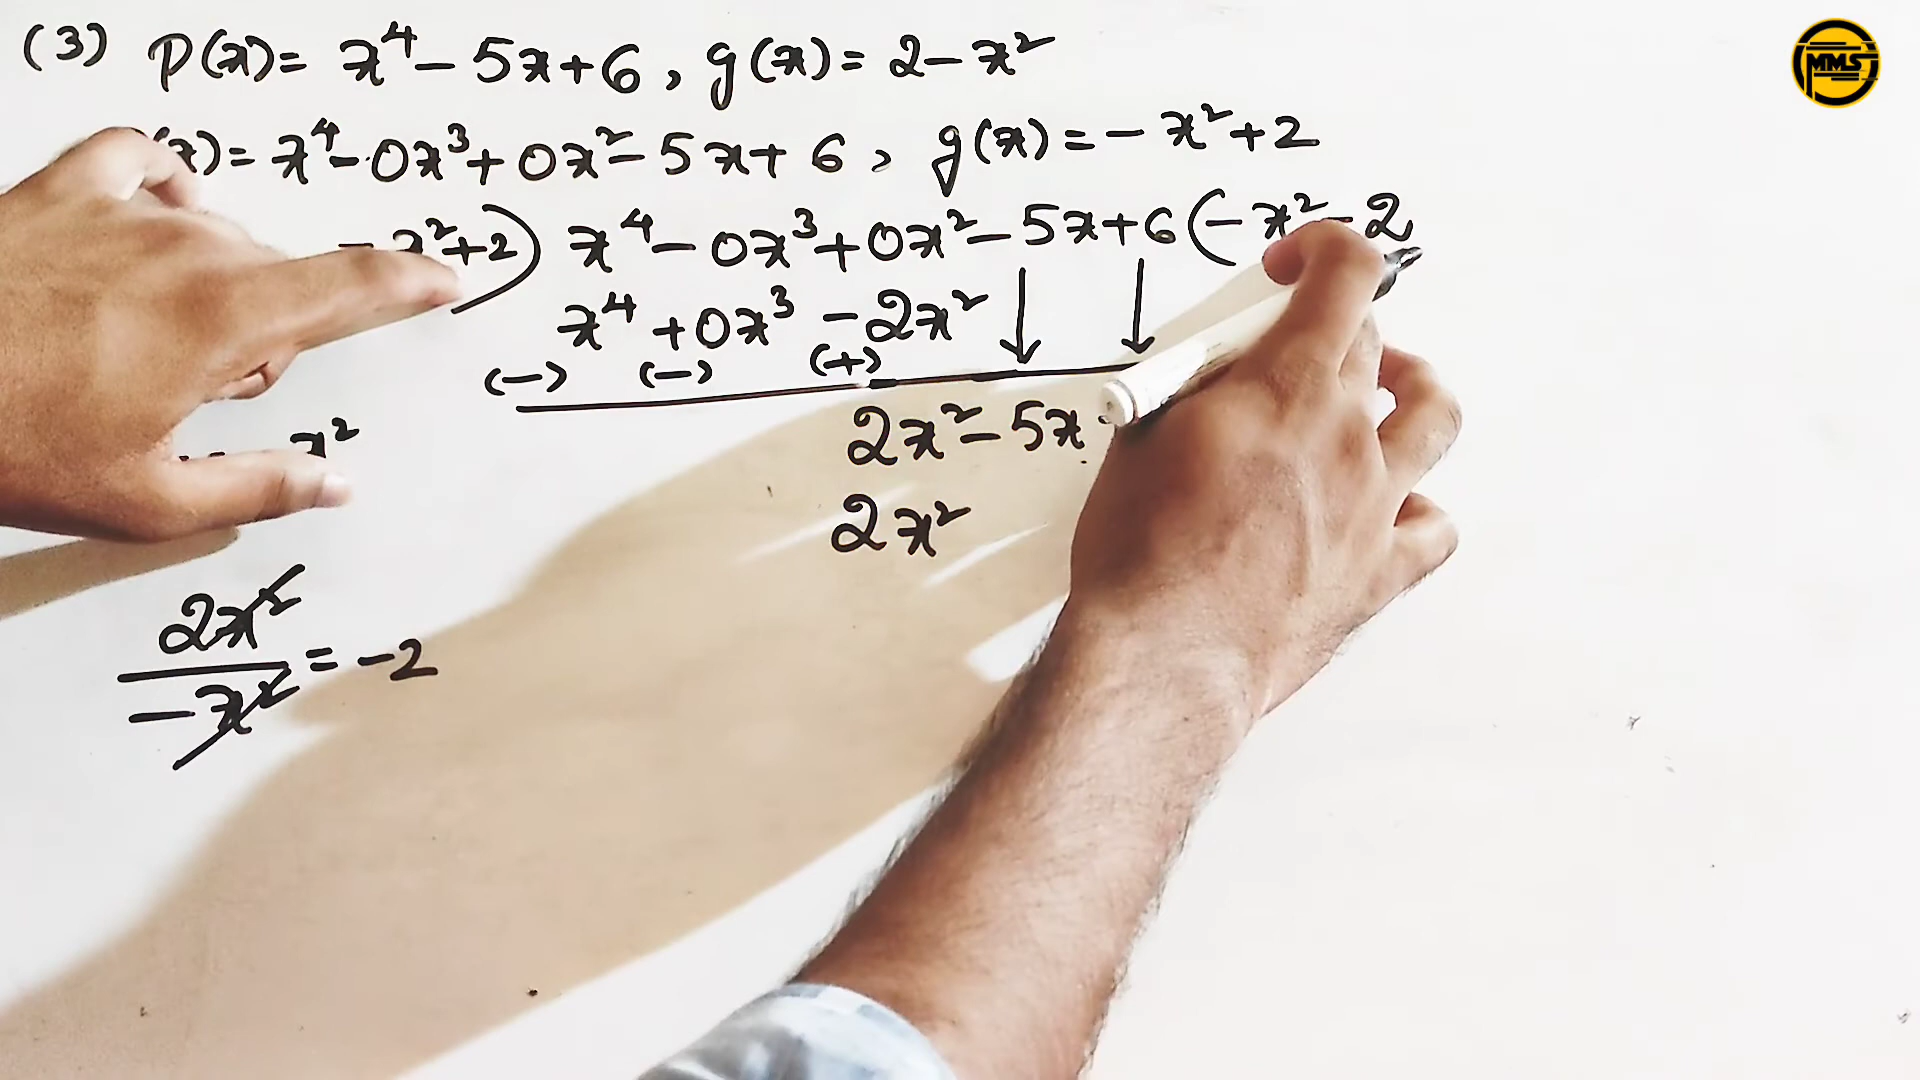 (3) P(x) = x⁴ - 5x + 6, g(x) = 2 - x²
x) = x⁴ - 0x³ + 0x² - 5x + 6, g(x) = -x² + 2
- x² + 2) x⁴ - 0x³ + 0x² - 5x + 6 (- x² - 2
x⁴ + 0x³ - 2x²
(-) (-) (+)
2x² - 5x
x²
2x²
2x²
/ - x² = -2
MMS